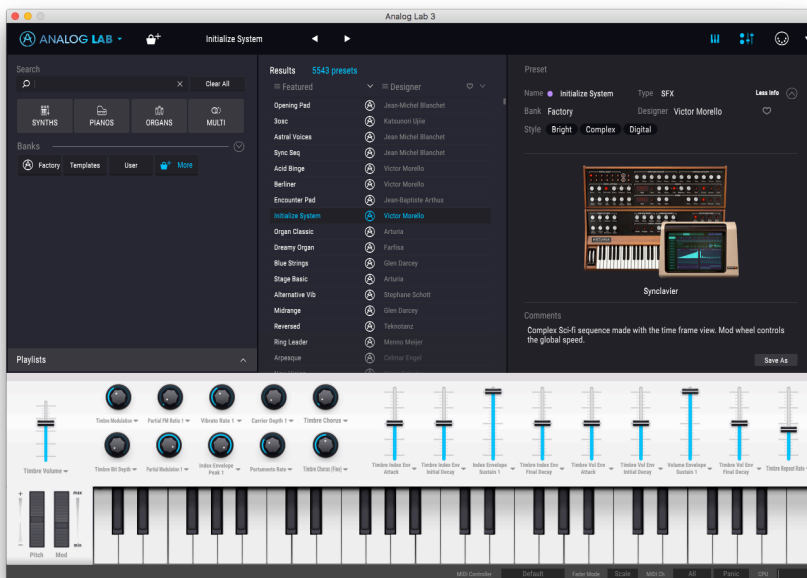 Analog Lab 3
ANALOG LAB
Initialize System
Search
Clear All
SYNTHS
PIANOS
ORGANS
MULTI
Banks
Factory
Templates
User
More
Playlists
Results 5543 presets
Featured Designer
Opening Pad Jean-Michel Blanchet
3osc Katsunori Ujiie
Astral Voices Jean Michel Blanchet
Sync Seq Jean Michel Blanchet
Acid Binge Victor Morello
Berliner Victor Morello
Encounter Pad Jean-Baptiste Arthus
Initialize System Victor Morello
Organ Classic Arturia
Dreamy Organ Farfisa
Blue Strings Glen Darcey
Stage Basic Arturia
Alternative Vib Stephane Schott
Midrange Glen Darcey
Reversed Teknotanz
Ring Leader Menno Meijer
Arpesque Celmar Engel
Preset
Name Initialize System Type SFX Less Info
Bank Factory Designer Victor Morello
Style Bright Complex Digital
ARTURIA
Synclavier
Comments
Complex Sci-fi sequence made with the time frame view. Mod wheel controls
the global speed.
Save As
Timbre Modulator
Partial FM Ratio 1
Vibrato Rate 1
Carrier Depth 1
Timbre Chorus
Timbre Volume
Timbre Bit Depth
Partial Modulator 1
Index Envelope
Peak 1
Portamento Rate
Timbre Chorus (Fine)
Timbre Index Env
Attack
Timbre Index Env
Initial Decay
Index Envelope
Sustain 1
Timbre Index Env
Final Decay
Timbre Vol Env
Attack
Timbre Vol Env
Initial Decay
Volume Envelope
Sustain 1
Timbre Vol Env
Final Decay
Timbre Repeat Rate
+
max
–
min
Pitch
Mod
MIDI Controller Default Fader Mode Scale MIDI Ch. All Panic CPU